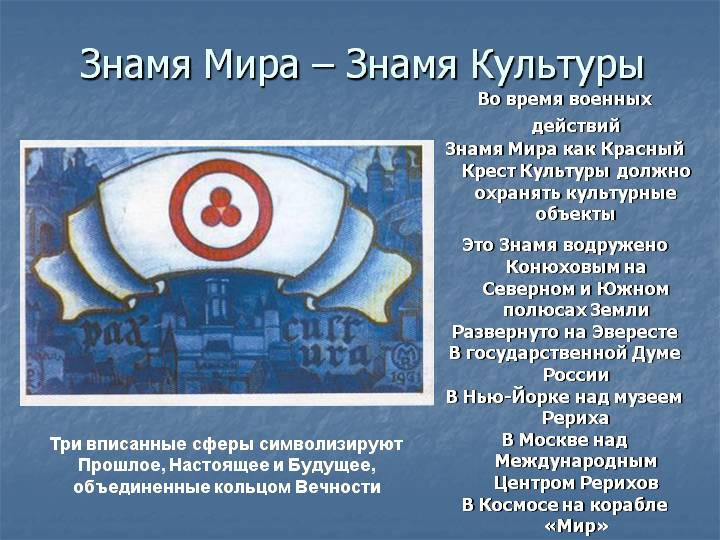 Знамя Мира – Знамя Культуры
Во время военных
действий
Знамя Мира как Красный
Крест Культуры должно
охранять культурные
объекты
Это Знамя водружено
Конюховым на
Северном и Южном
полюсах Земли
Развернуто на Эвересте
В государственной Думе
России
В Нью-Йорке над музеем
Рериха
В Москве над
Международным
Центром Рерихов
В Космосе на корабле
«Мир»
pax
cult
ura
1931
Три вписанные сферы символизируют
Прошлое, Настоящее и Будущее,
объединенные кольцом Вечности